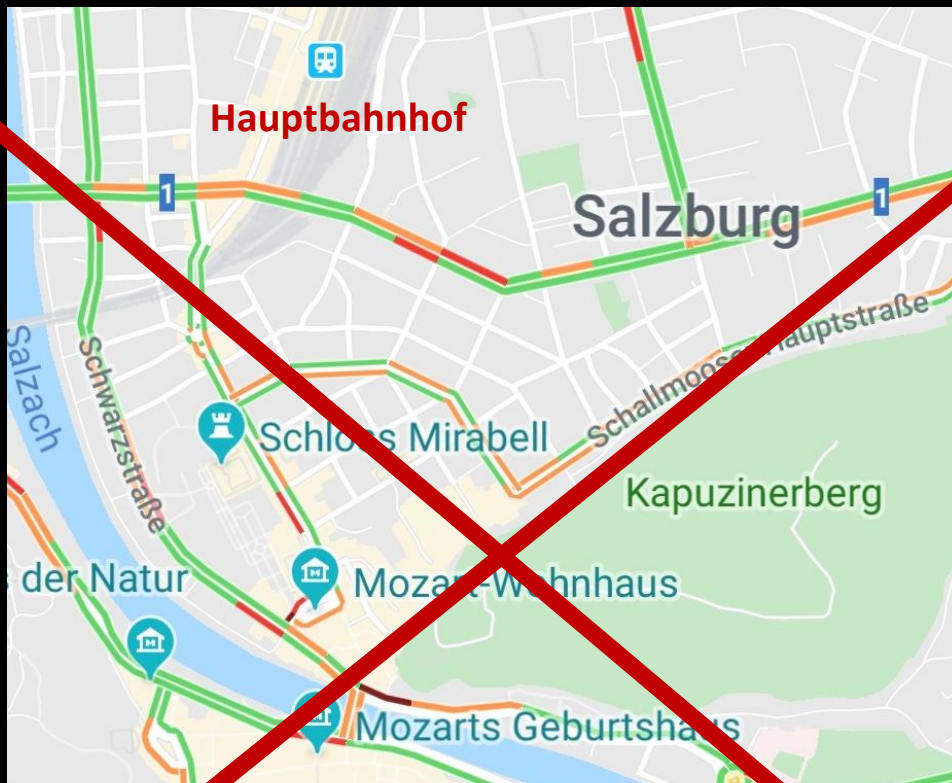 Hauptbahnhof
1
1
Salzburg
Salzach
Schwarzstraße
Schallmooser Hauptstraße
Schloss Mirabell
Kapuzinerberg
der Natur
Mozart-Wohnhaus
Mozarts Geburtshaus